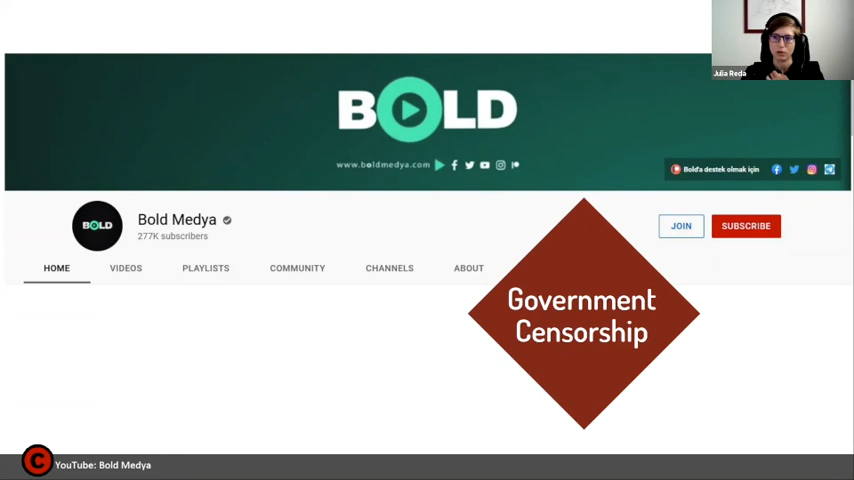 Julia Reda
BOLD
www.boldmedya.com
Bold'a destek olmak için
BOLD
Bold Medya
277K subscribers
JOIN
SUBSCRIBE
HOME
VIDEOS
PLAYLISTS
COMMUNITY
CHANNELS
ABOUT
Government
Censorship
C
YouTube: Bold Medya